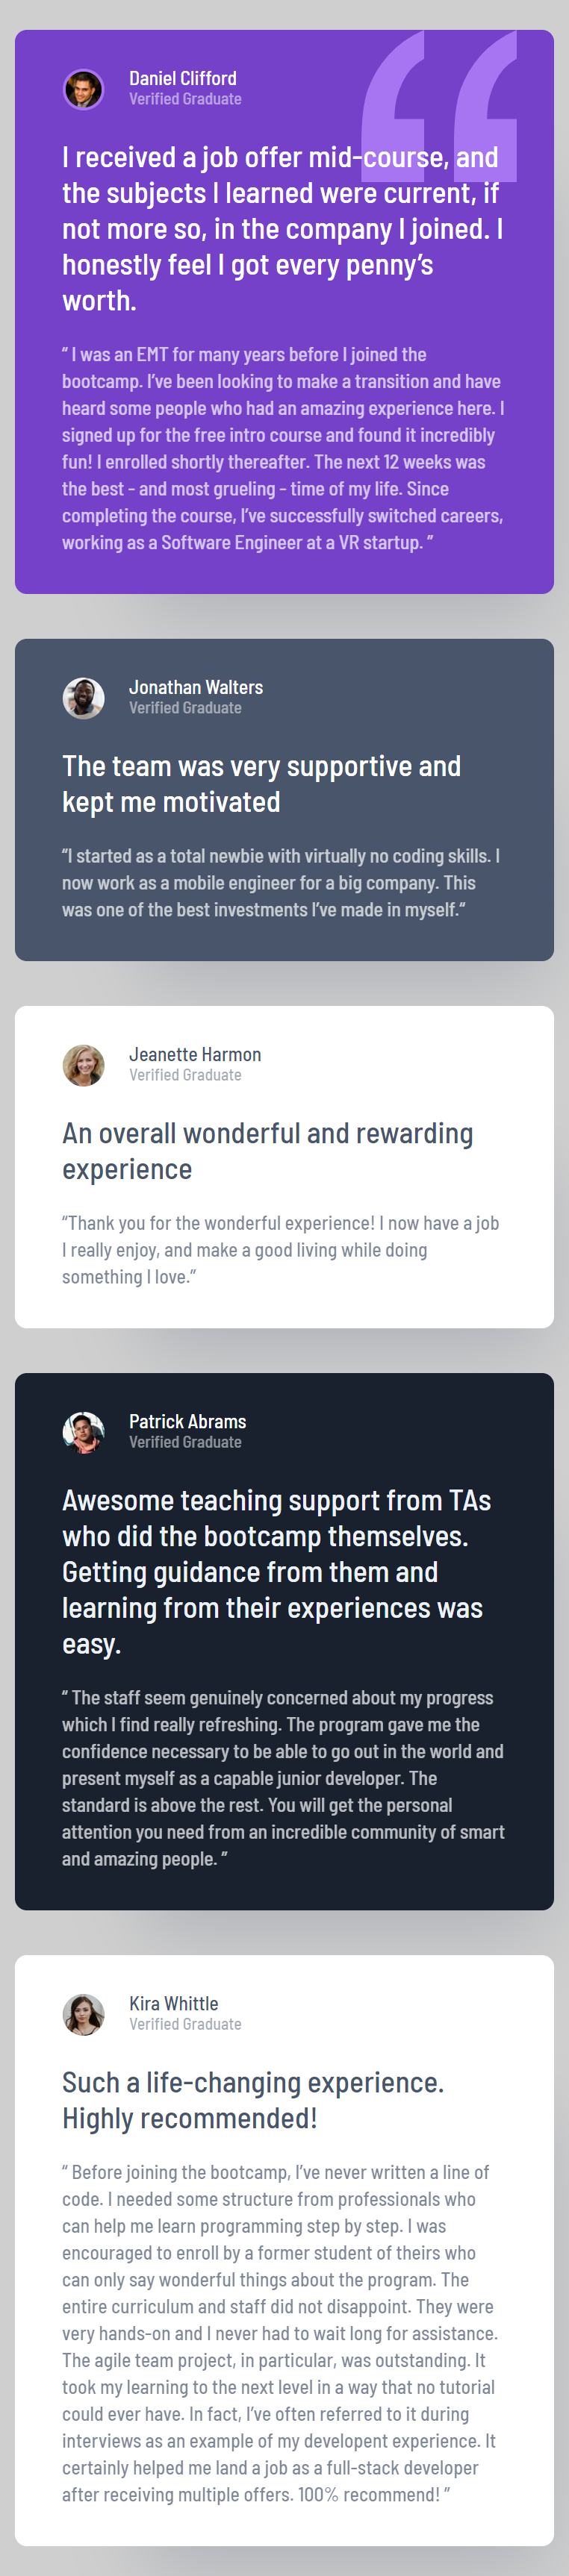 Daniel Clifford
Verified Graduate
I received a job offer mid-course, and
the subjects I learned were current, if
not more so, in the company I joined. I
honestly feel I got every penny’s
worth.
“ I was an EMT for many years before I joined the
bootcamp. I’ve been looking to make a transition and have
heard some people who had an amazing experience here. I
signed up for the free intro course and found it incredibly
fun! I enrolled shortly thereafter. The next 12 weeks was
the best - and most grueling - time of my life. Since
completing the course, I’ve successfully switched careers,
working as a Software Engineer at a VR startup. ”
Jonathan Walters
Verified Graduate
The team was very supportive and
kept me motivated
“I started as a total newbie with virtually no coding skills. I
now work as a mobile engineer for a big company. This
was one of the best investments I’ve made in myself.“
Jeanette Harmon
Verified Graduate
An overall wonderful and rewarding
experience
“Thank you for the wonderful experience! I now have a job
I really enjoy, and make a good living while doing
something I love.”
Patrick Abrams
Verified Graduate
Awesome teaching support from TAs
who did the bootcamp themselves.
Getting guidance from them and
learning from their experiences was
easy.
“ The staff seem genuinely concerned about my progress
which I find really refreshing. The program gave me the
confidence necessary to be able to go out in the world and
present myself as a capable junior developer. The
standard is above the rest. You will get the personal
attention you need from an incredible community of smart
and amazing people. ”
Kira Whittle
Verified Graduate
Such a life-changing experience.
Highly recommended!
“ Before joining the bootcamp, I’ve never written a line of
code. I needed some structure from professionals who
can help me learn programming step by step. I was
encouraged to enroll by a former student of theirs who
can only say wonderful things about the program. The
entire curriculum and staff did not disappoint. They were
very hands-on and I never had to wait long for assistance.
The agile team project, in particular, was outstanding. It
took my learning to the next level in a way that no tutorial
could ever have. In fact, I’ve often referred to it during
interviews as an example of my developent experience. It
certainly helped me land a job as a full-stack developer
after receiving multiple offers. 100% recommend! ”